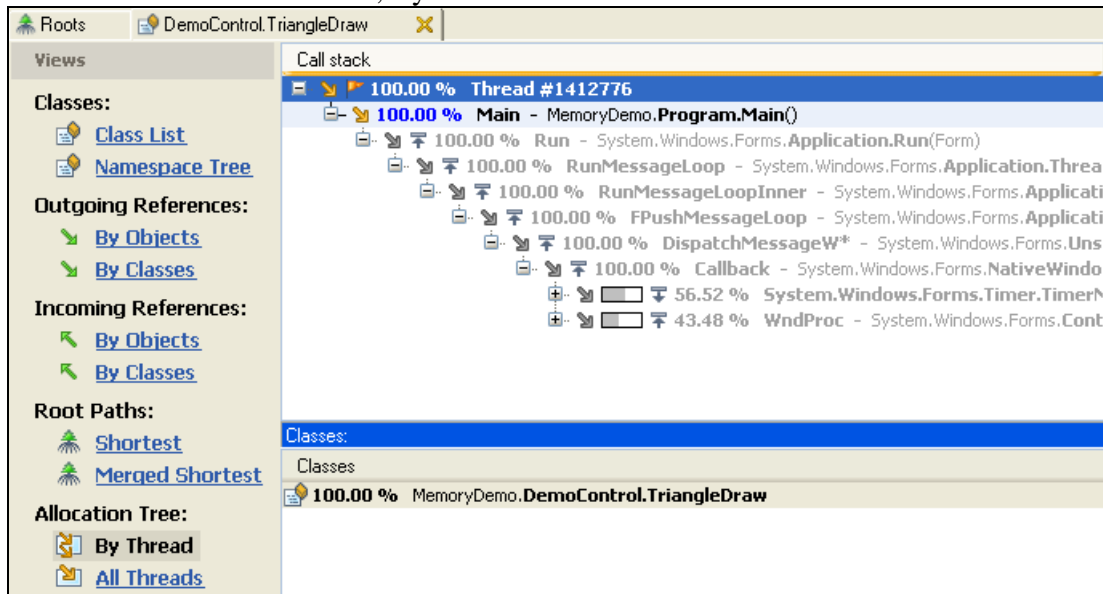 Roots DemoControl.TriangleDraw
Views
Classes:
Class List
Namespace Tree
Outgoing References:
By Objects
By Classes
Incoming References:
By Objects
By Classes
Root Paths:
Shortest
Merged Shortest
Allocation Tree:
By Thread
All Threads
Call stack
100.00 % Thread #1412776
100.00 % Main - MemoryDemo.Program.Main()
100.00 % Run - System.Windows.Forms.Application.Run(Form)
100.00 % RunMessageLoop - System.Windows.Forms.Application.Threa
100.00 % RunMessageLoopInner - System.Windows.Forms.Applicati
100.00 % FPushMessageLoop - System.Windows.Forms.Applicati
100.00 % DispatchMessageW* - System.Windows.Forms.Uns
100.00 % Callback - System.Windows.Forms.NativeWindo
56.52 % System.Windows.Forms.Timer.TimerN
43.48 % WndProc - System.Windows.Forms.Cont
Classes:
Classes
100.00 % MemoryDemo.DemoControl.TriangleDraw